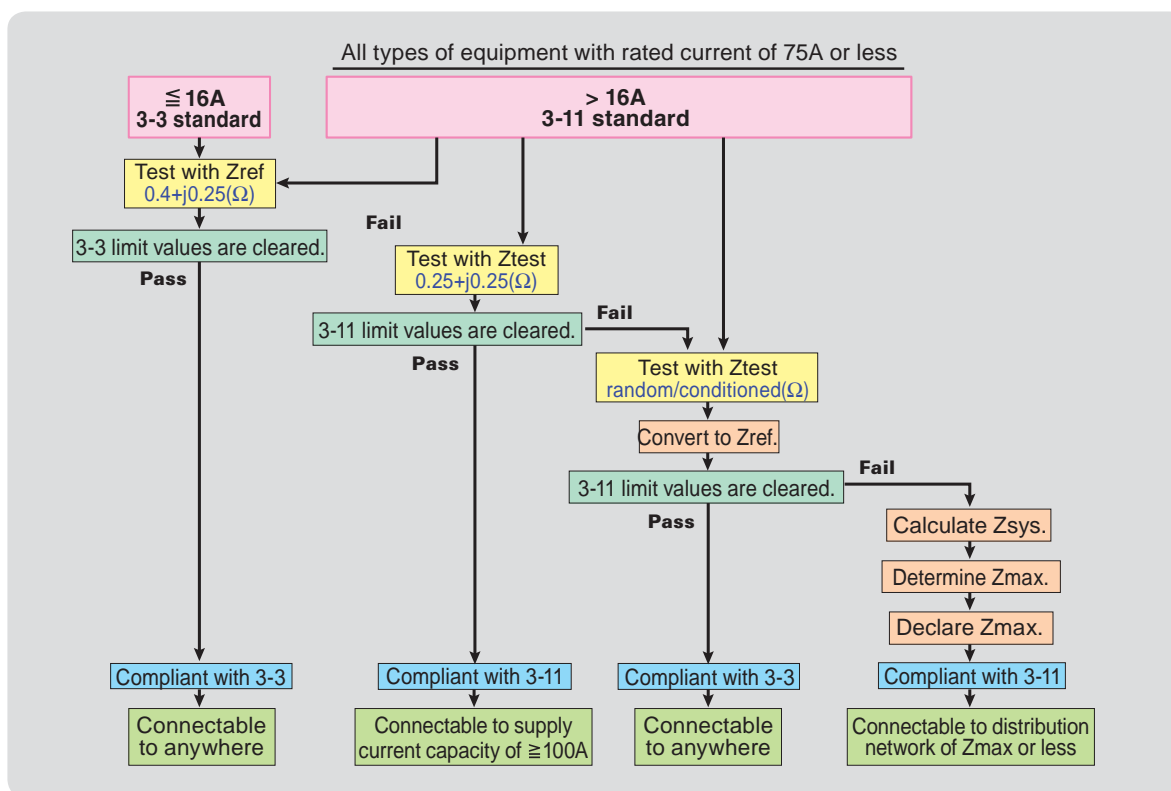 All types of equipment with rated current of 75A or less
≦ 16A
3-3 standard
> 16A
3-11 standard
Test with Zref
0.4+j0.25(Ω)
Fail
3-3 limit values are cleared.
Pass
Test with Ztest
0.25+j0.25(Ω)
3-11 limit values are cleared.
Fail
Pass
Test with Ztest
random/conditioned(Ω)
Convert to Zref.
3-11 limit values are cleared.
Fail
Pass
Calculate Zsys.
Determine Zmax.
Declare Zmax.
Compliant with 3-3
Compliant with 3-11
Compliant with 3-3
Compliant with 3-11
Connectable
to anywhere
Connectable to supply
current capacity of ≧100A
Connectable
to anywhere
Connectable to distribution
network of Zmax or less